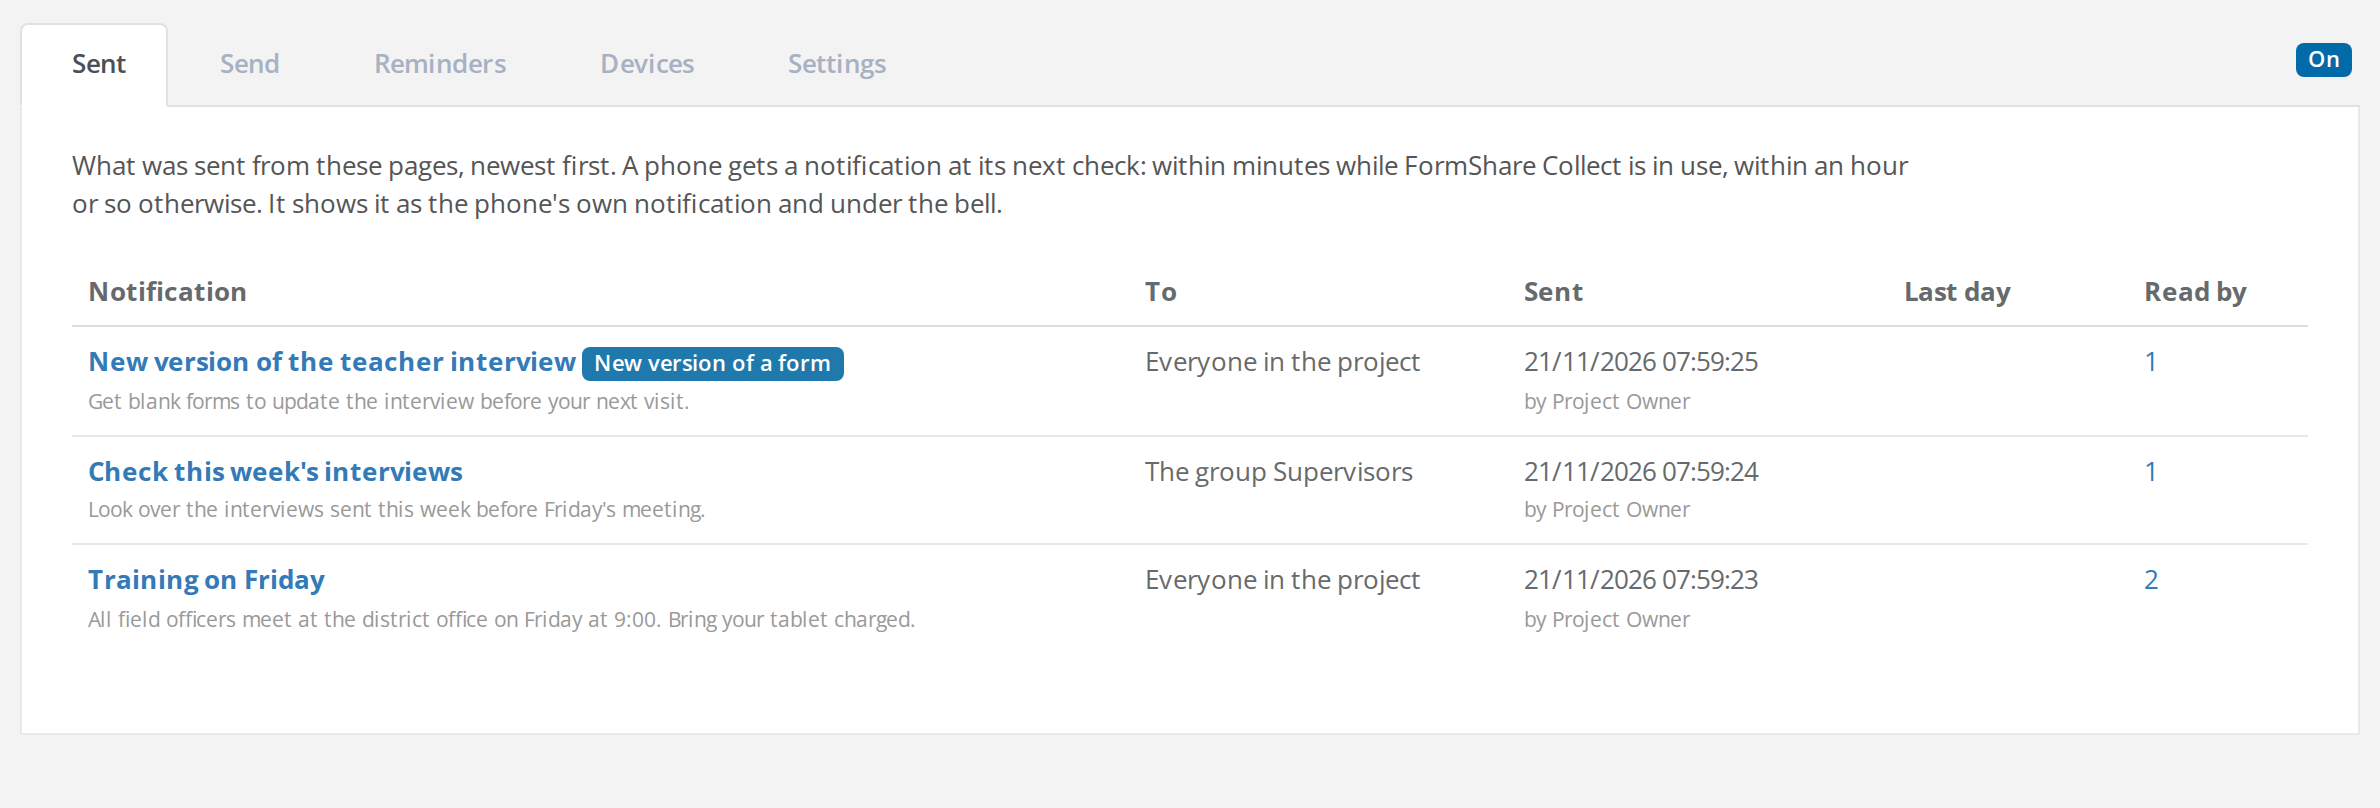 Sent Send Reminders Devices Settings On
What was sent from these pages, newest first. A phone gets a notification at its next check: within minutes while FormShare Collect is in use, within an hour
or so otherwise. It shows it as the phone's own notification and under the bell.
Notification To Sent Last day Read by
New version of the teacher interview New version of a form Everyone in the project 21/11/2026 07:59:25 1
Get blank forms to update the interview before your next visit. by Project Owner
Check this week's interviews The group Supervisors 21/11/2026 07:59:24 1
Look over the interviews sent this week before Friday's meeting. by Project Owner
Training on Friday Everyone in the project 21/11/2026 07:59:23 2
All field officers meet at the district office on Friday at 9:00. Bring your tablet charged. by Project Owner